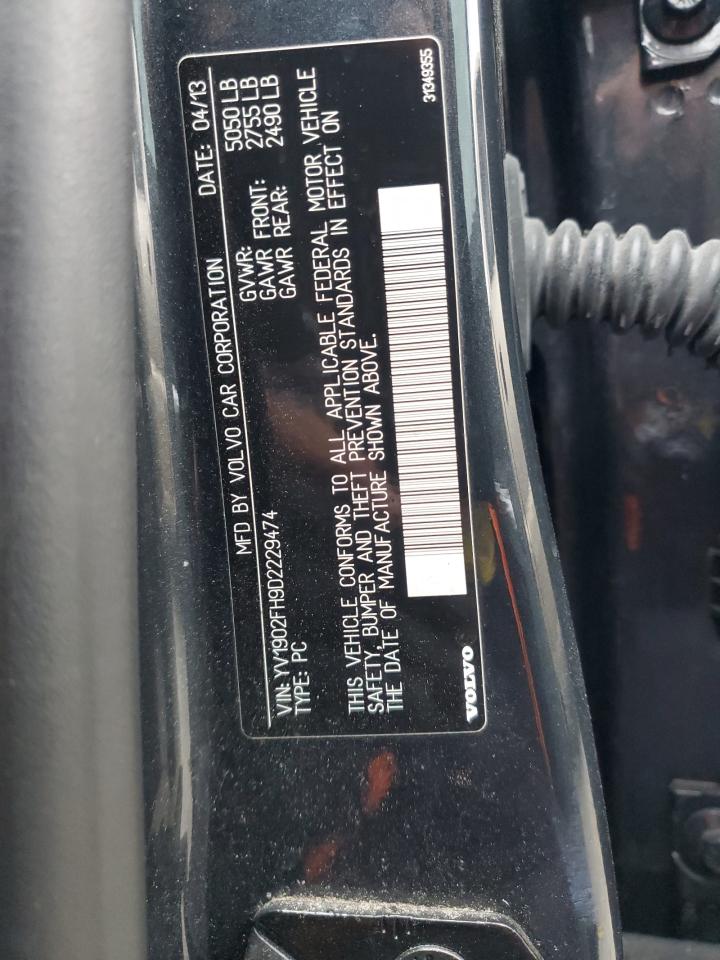 MFD BY VOLVO CAR CORPORATION DATE: 04/13
GVWR: 5050 LB
GAWR FRONT: 2755 LB
VIN: YV1902FH9D2229474 GAWR REAR: 2490 LB
TYPE: PC
THIS VEHICLE CONFORMS TO ALL APPLICABLE FEDERAL MOTOR VEHICLE
SAFETY, BUMPER AND THEFT PREVENTION STANDARDS IN EFFECT ON
THE DATE OF MANUFACTURE SHOWN ABOVE.
VOLVO 31349355